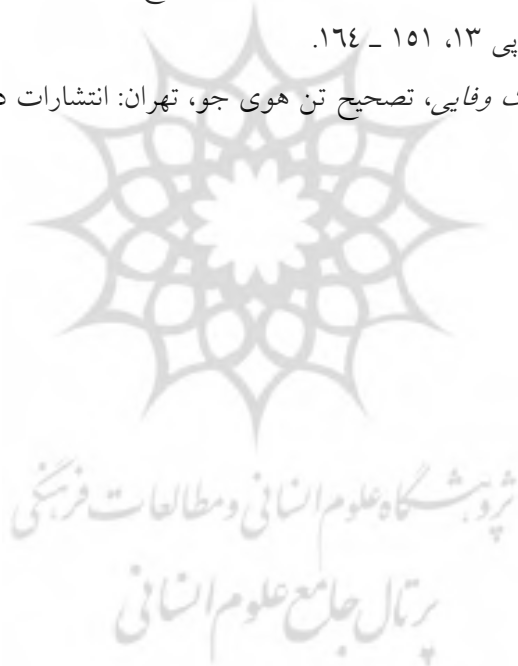 پی ۱۳، ۱۵۱ – ۱٦٤.
وفایی، تصحیح تن هوی جو، تهران: انتشارات
پژوهشگاه علوم انسانی و مطالعات فرهنگی
پرتال جامع علوم انسانی